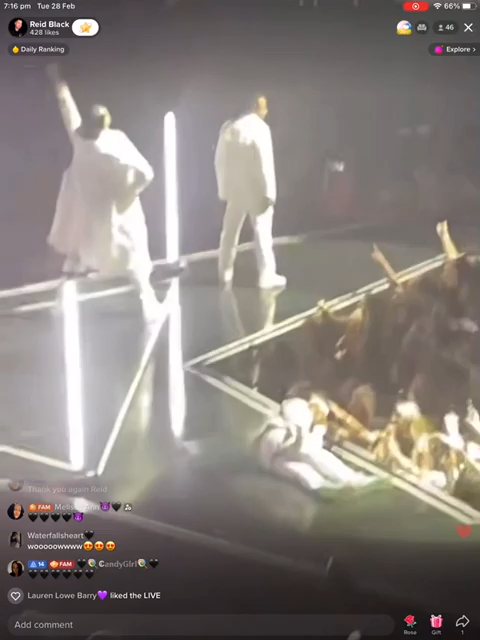 7:16 pm Tue 28 Feb
66%
Reid Black
428 likes
46
Daily Ranking
Explore >
Thank you again Reid
FAM
Waterfallsheart🖤
wooooowwww😍😍😍
14 FAM 🖤🍭CandyGirl🍭🖤
🖤🖤🖤🖤🖤🖤🖤
Lauren Lowe Barry💜 liked the LIVE
Add comment
Rose
Gift
1